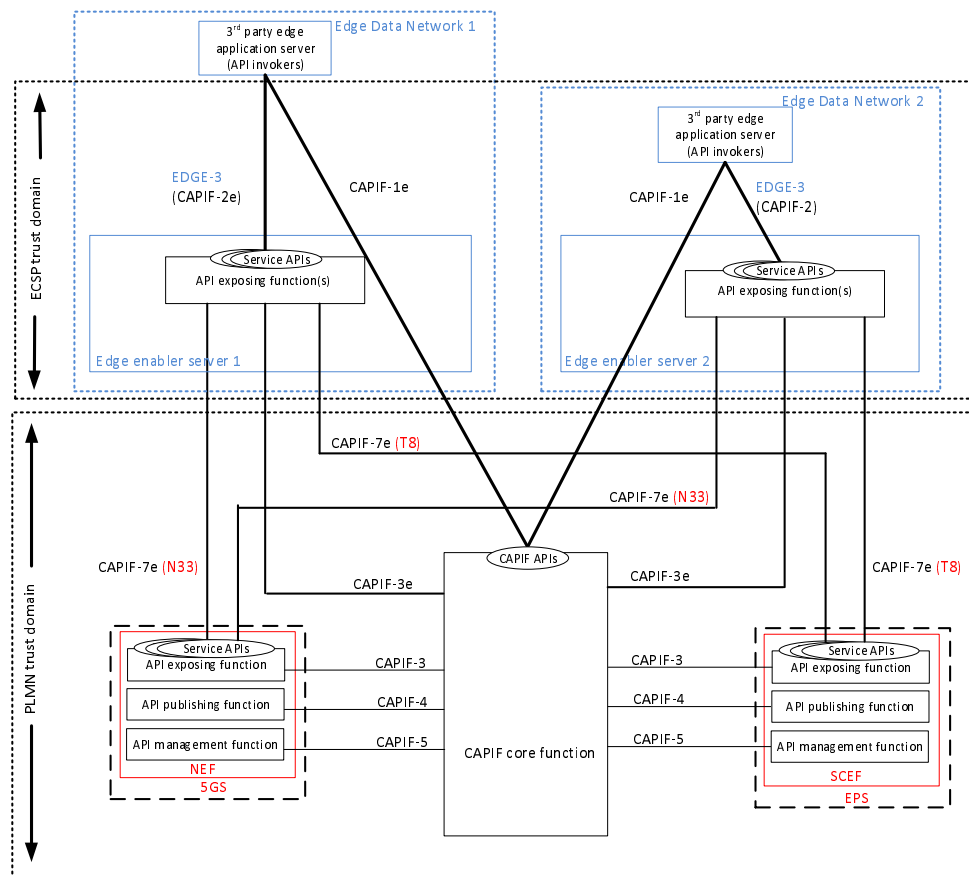 Edge Data Network 1
3rd party edge
application server
(API invokers)
Edge Data Network 2
3rd party edge
application server
(API invokers)
ECSP trust domain
EDGE-3
(CAPIF-2e)
CAPIF-1e
CAPIF-1e
EDGE-3
(CAPIF-2)
Service APIs
API exposing function(s)
Edge enabler server 1
Service APIs
API exposing function(s)
Edge enabler server 2
PLMN trust domain
CAPIF-7e (T8)
CAPIF-7e (N33)
CAPIF-7e (N33)
CAPIF-7e (T8)
CAPIF APIs
CAPIF-3e
CAPIF-3e
Service APIs
API exposing function
API publishing function
API management function
NEF
5GS
CAPIF-3
CAPIF-4
CAPIF-5
CAPIF core function
CAPIF-3
CAPIF-4
CAPIF-5
Service APIs
API exposing function
API publishing function
API management function
SCEF
EPS